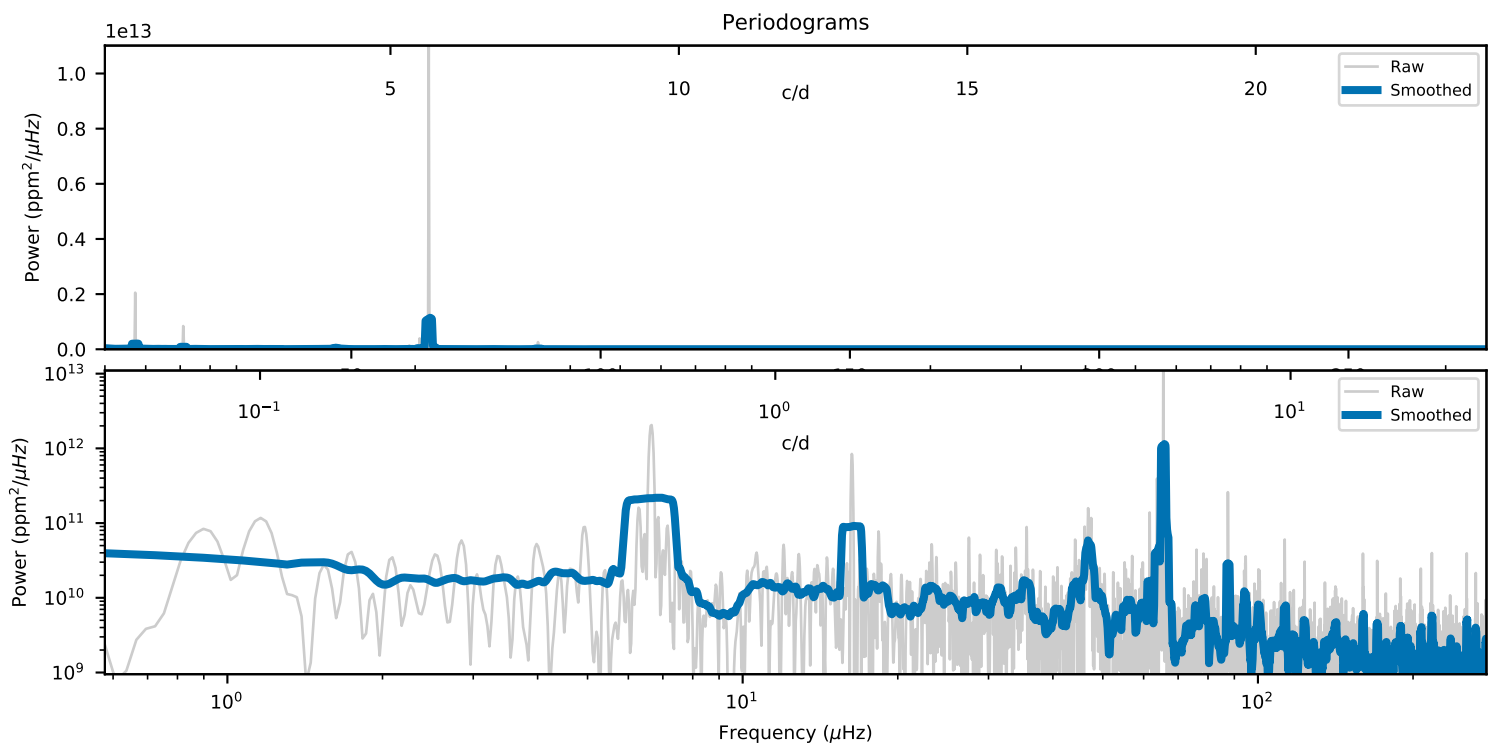 Periodograms
1e13
Raw
Smoothed
5 10 15 20
c/d
1.0
0.8
0.6
0.4
0.2
0.0
Power (ppm²/μHz)
Raw
Smoothed
10⁻¹ 10⁰ 10¹
c/d
10¹³
10¹²
10¹¹
10¹⁰
10⁹
Power (ppm²/μHz)
10⁰ 10¹ 10²
Frequency (μHz)